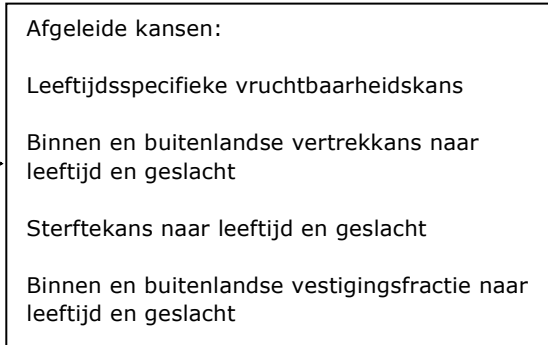 Afgeleide kansen:
Leeftijdsspecifieke vruchtbaarheidskans
Binnen en buitenlandse vertrekkans naar
leeftijd en geslacht
Sterftekans naar leeftijd en geslacht
Binnen en buitenlandse vestigingsfractie naar
leeftijd en geslacht